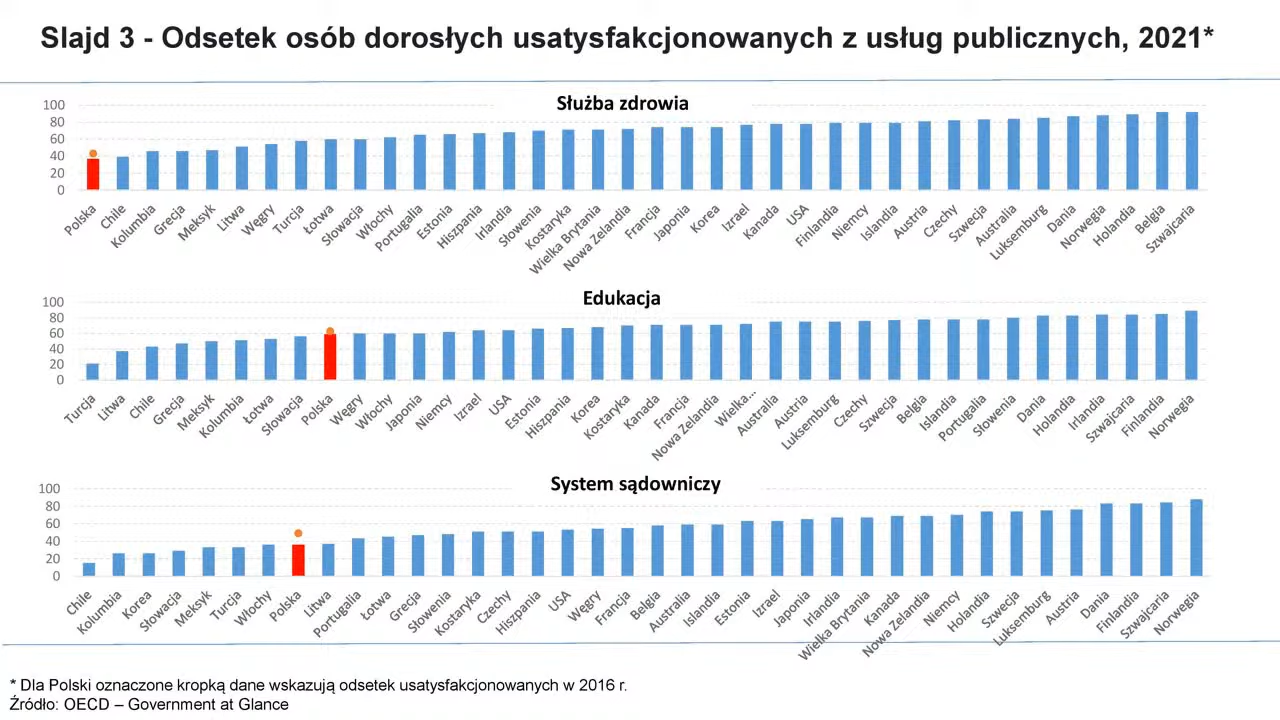 Slajd 3 - Odsetek osób dorosłych usatysfakcjonowanych z usług publicznych, 2021*
Służba zdrowia
100
80
60
40
20
0
Polska Chile Kolumbia Grecja Meksyk Litwa Węgry Turcja Łotwa Słowacja Włochy Portugalia Estonia Hiszpania Irlandia Słowenia Kostaryka Wielka Brytania Nowa Zelandia Francja Japonia Korea Izrael Kanada USA Finlandia Niemcy Islandia Austria Czechy Szwecja Australia Luksemburg Dania Norwegia Holandia Belgia Szwajcaria
Edukacja
100
80
60
40
20
0
Turcja Litwa Chile Grecja Meksyk Kolumbia Łotwa Słowacja Polska Węgry Włochy Japonia Niemcy Izrael USA Estonia Hiszpania Korea Kostaryka Kanada Francja Nowa Zelandia Wielka... Australia Austria Luksemburg Czechy Szwecja Belgia Islandia Portugalia Słowenia Dania Holandia Irlandia Szwajcaria Finlandia Norwegia
System sądowniczy
100
80
60
40
20
0
Chile Kolumbia Korea Słowacja Meksyk Turcja Włochy Polska Litwa Portugalia Łotwa Grecja Słowenia Kostaryka Czechy Hiszpania USA Węgry Francja Belgia Australia Islandia Estonia Izrael Japonia Irlandia Wielka Brytania Kanada Nowa Zelandia Niemcy Holandia Szwecja Luksemburg Austria Dania Finlandia Szwajcaria Norwegia
* Dla Polski oznaczone kropką dane wskazują odsetek usatysfakcjonowanych w 2016 r.
Źródło: OECD – Government at Glance